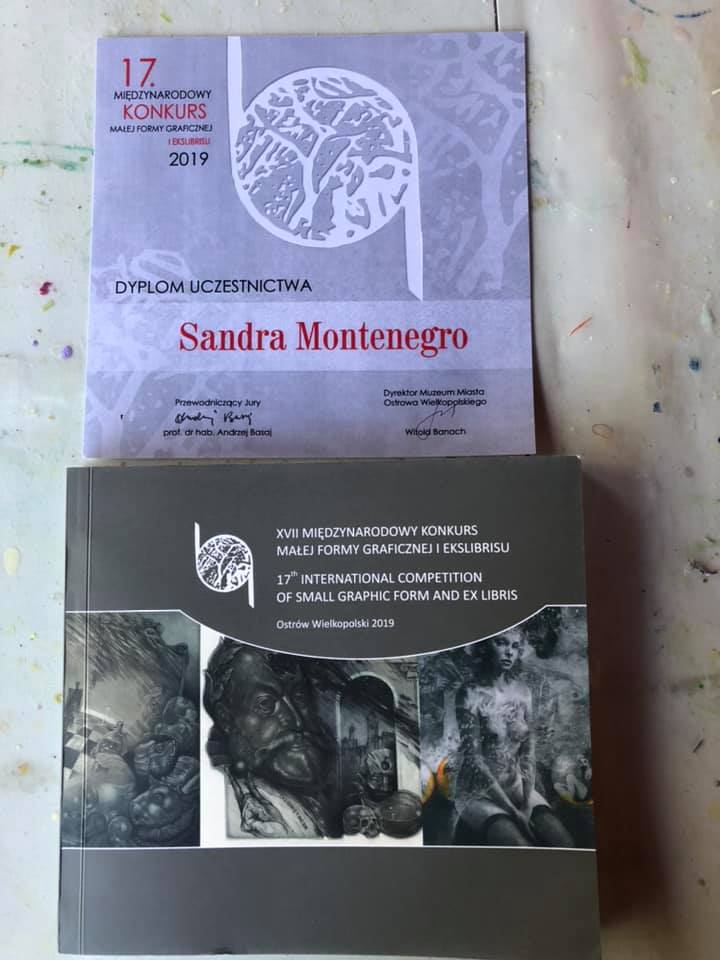 17.
MIĘDZYNARODOWY
KONKURS
MAŁEJ FORMY GRAFICZNEJ
I EKSLIBRISU
2019
DYPLOM UCZESTNICTWA
Sandra Montenegro
Przewodniczący Jury
prof. dr hab. Andrzej Basaj
Dyrektor Muzeum Miasta
Ostrowa Wielkopolskiego
Witold Banach
XVII MIĘDZYNARODOWY KONKURS
MAŁEJ FORMY GRAFICZNEJ I EKSLIBRISU
17th INTERNATIONAL COMPETITION
OF SMALL GRAPHIC FORM AND EX LIBRIS
Ostrów Wielkopolski 2019